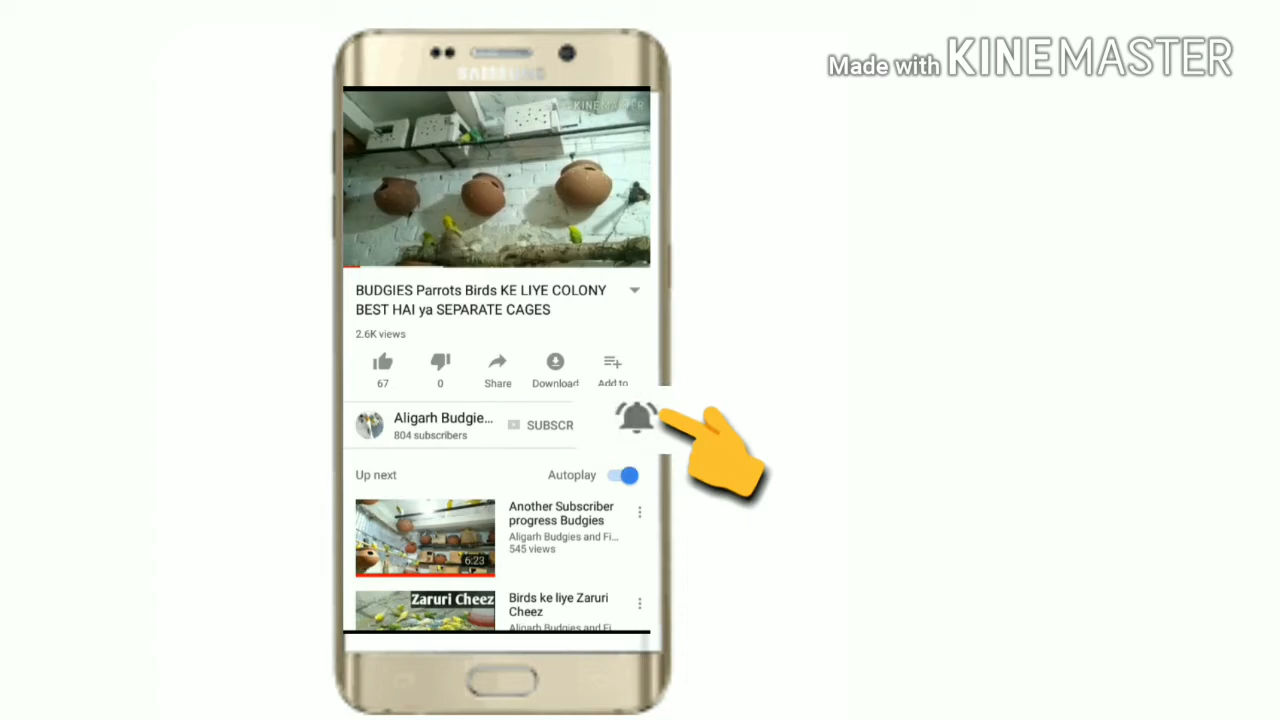 Made with KINEMASTER
SAMSUNG
KINEMASTER
BUDGIES Parrots Birds KE LIYE COLONY
BEST HAI ya SEPARATE CAGES
2.6K views
67
0
Share
Download
Add to
Aligarh Budgie...
SUBSCR
804 subscribers
Up next
Autoplay
Another Subscriber
progress Budgies
Aligarh Budgies and Fi...
545 views
6:23
Zaruri Cheez
Birds ke liye Zaruri
Cheez
Aligarh Budgies and Fi